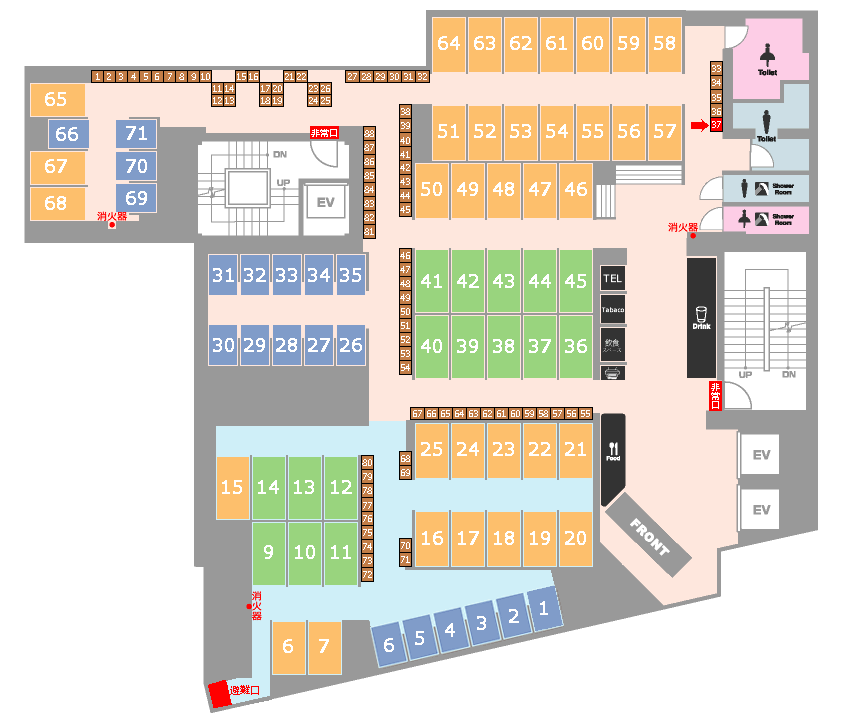 64 63 62 61 60 59 58
Toilet
1 2 3 4 5 6 7 8 9 10 15 16 21 22 27 28 29 30 31 32
11 14 17 20 23 26
12 13 18 19 24 25
33
34
35
36
37
65
66 71
67 70
68 69
消火器
非常口
DN
UP
EV
88
87
86
85
84
83
82
81
38
39
40
41
42
43
44
45
51 52 53 54 55 56 57
Toilet
50 49 48 47 46
Shower
Room
Shower
Room
消火器
31 32 33 34 35
30 29 28 27 26
46
47
48
49
50
51
52
53
54
41 42 43 44 45
40 39 38 37 36
TEL
Tabaco
飲食
スペース
Drink
UP DN
非常口
67 66 65 64 63 62 61 60 59 58 57 56 55
25 24 23 22 21
68
69
Food
EV
EV
FRONT
15 14 13 12
9 10 11
80
79
78
77
76
75
74
73
72
70
71
16 17 18 19 20
消火器
6 7
6 5 4 3 2 1
避難口